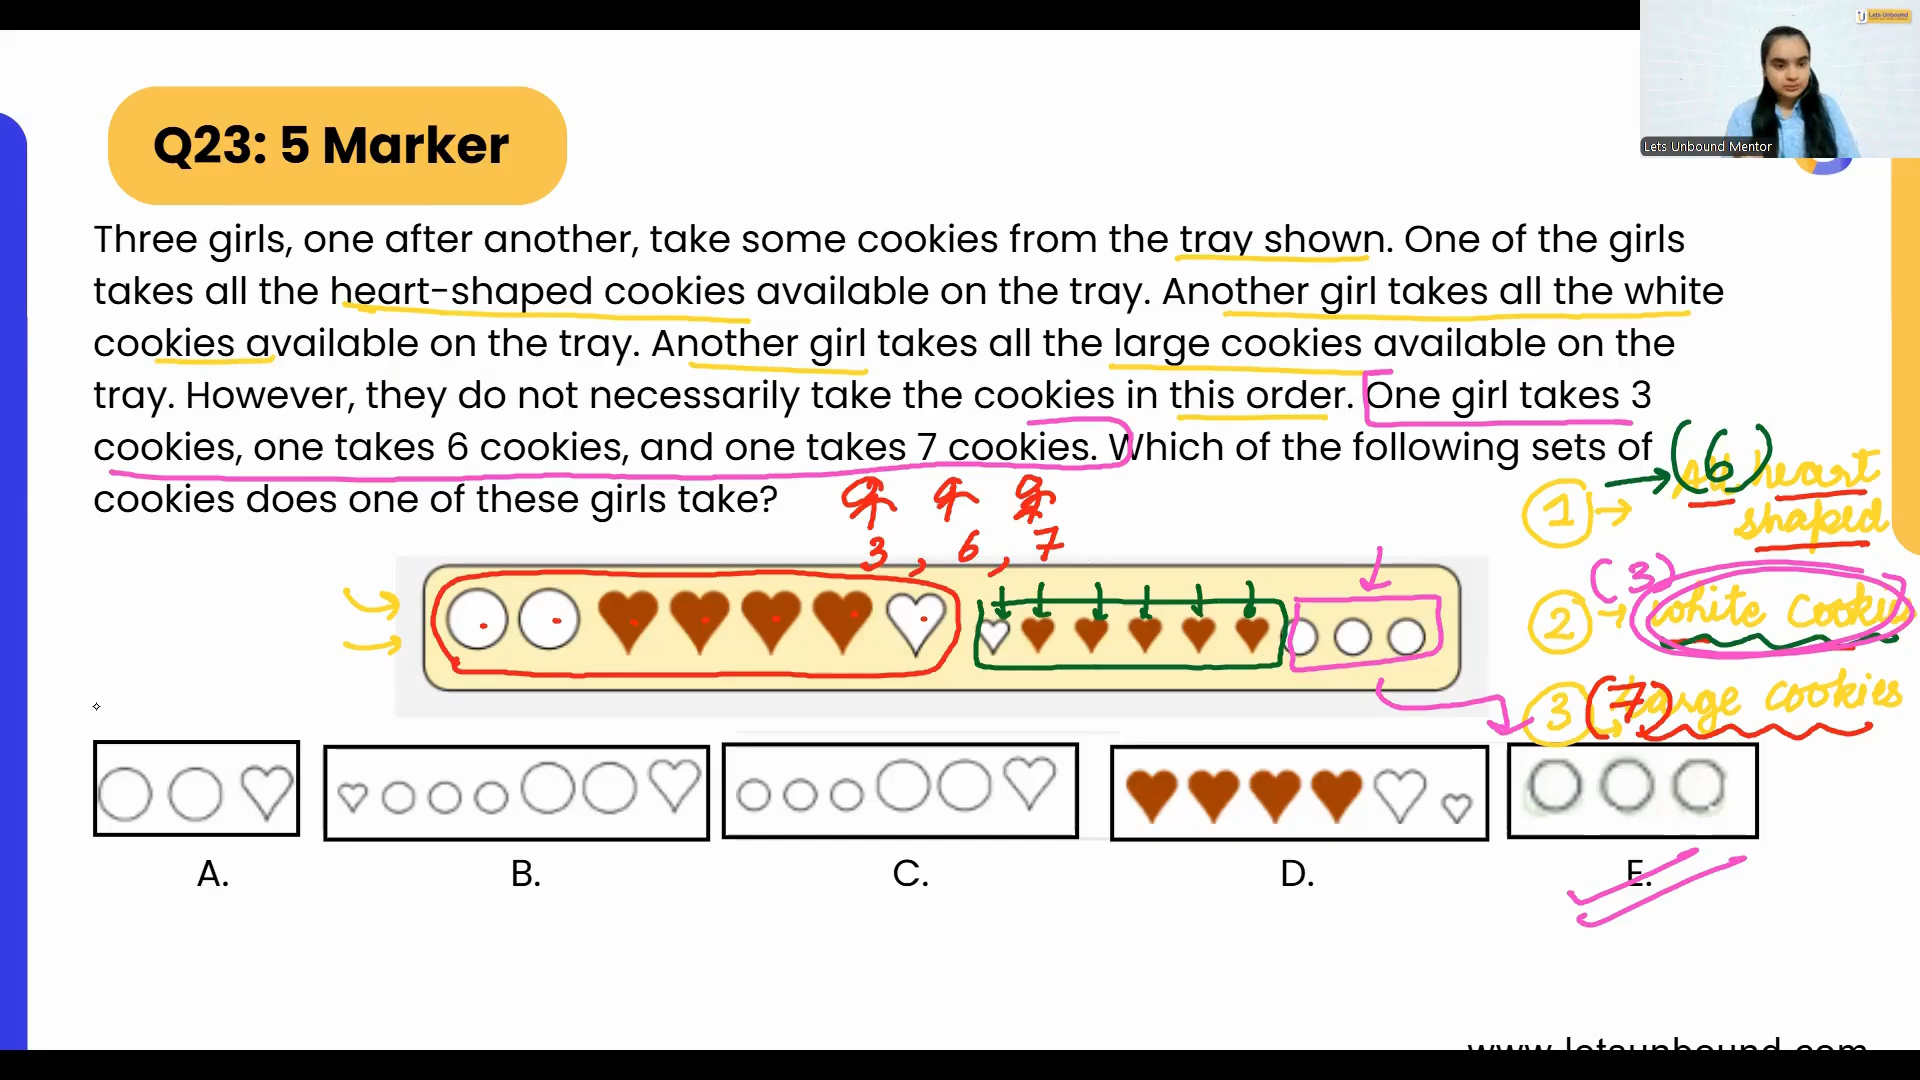 Lets Unbound
Lets Unbound Mentor
Q23: 5 Marker
Three girls, one after another, take some cookies from the tray shown. One of the girls
takes all the heart-shaped cookies available on the tray. Another girl takes all the white
cookies available on the tray. Another girl takes all the large cookies available on the
tray. However, they do not necessarily take the cookies in this order. One girl takes 3
cookies, one takes 6 cookies, and one takes 7 cookies. Which of the following sets of
cookies does one of these girls take?
3, 6, 7
1 → (6)
heart
shaped
(3)
2 → white cookies
3 (7) Large cookies
A. B. C. D. E.
www.letsunbound.com